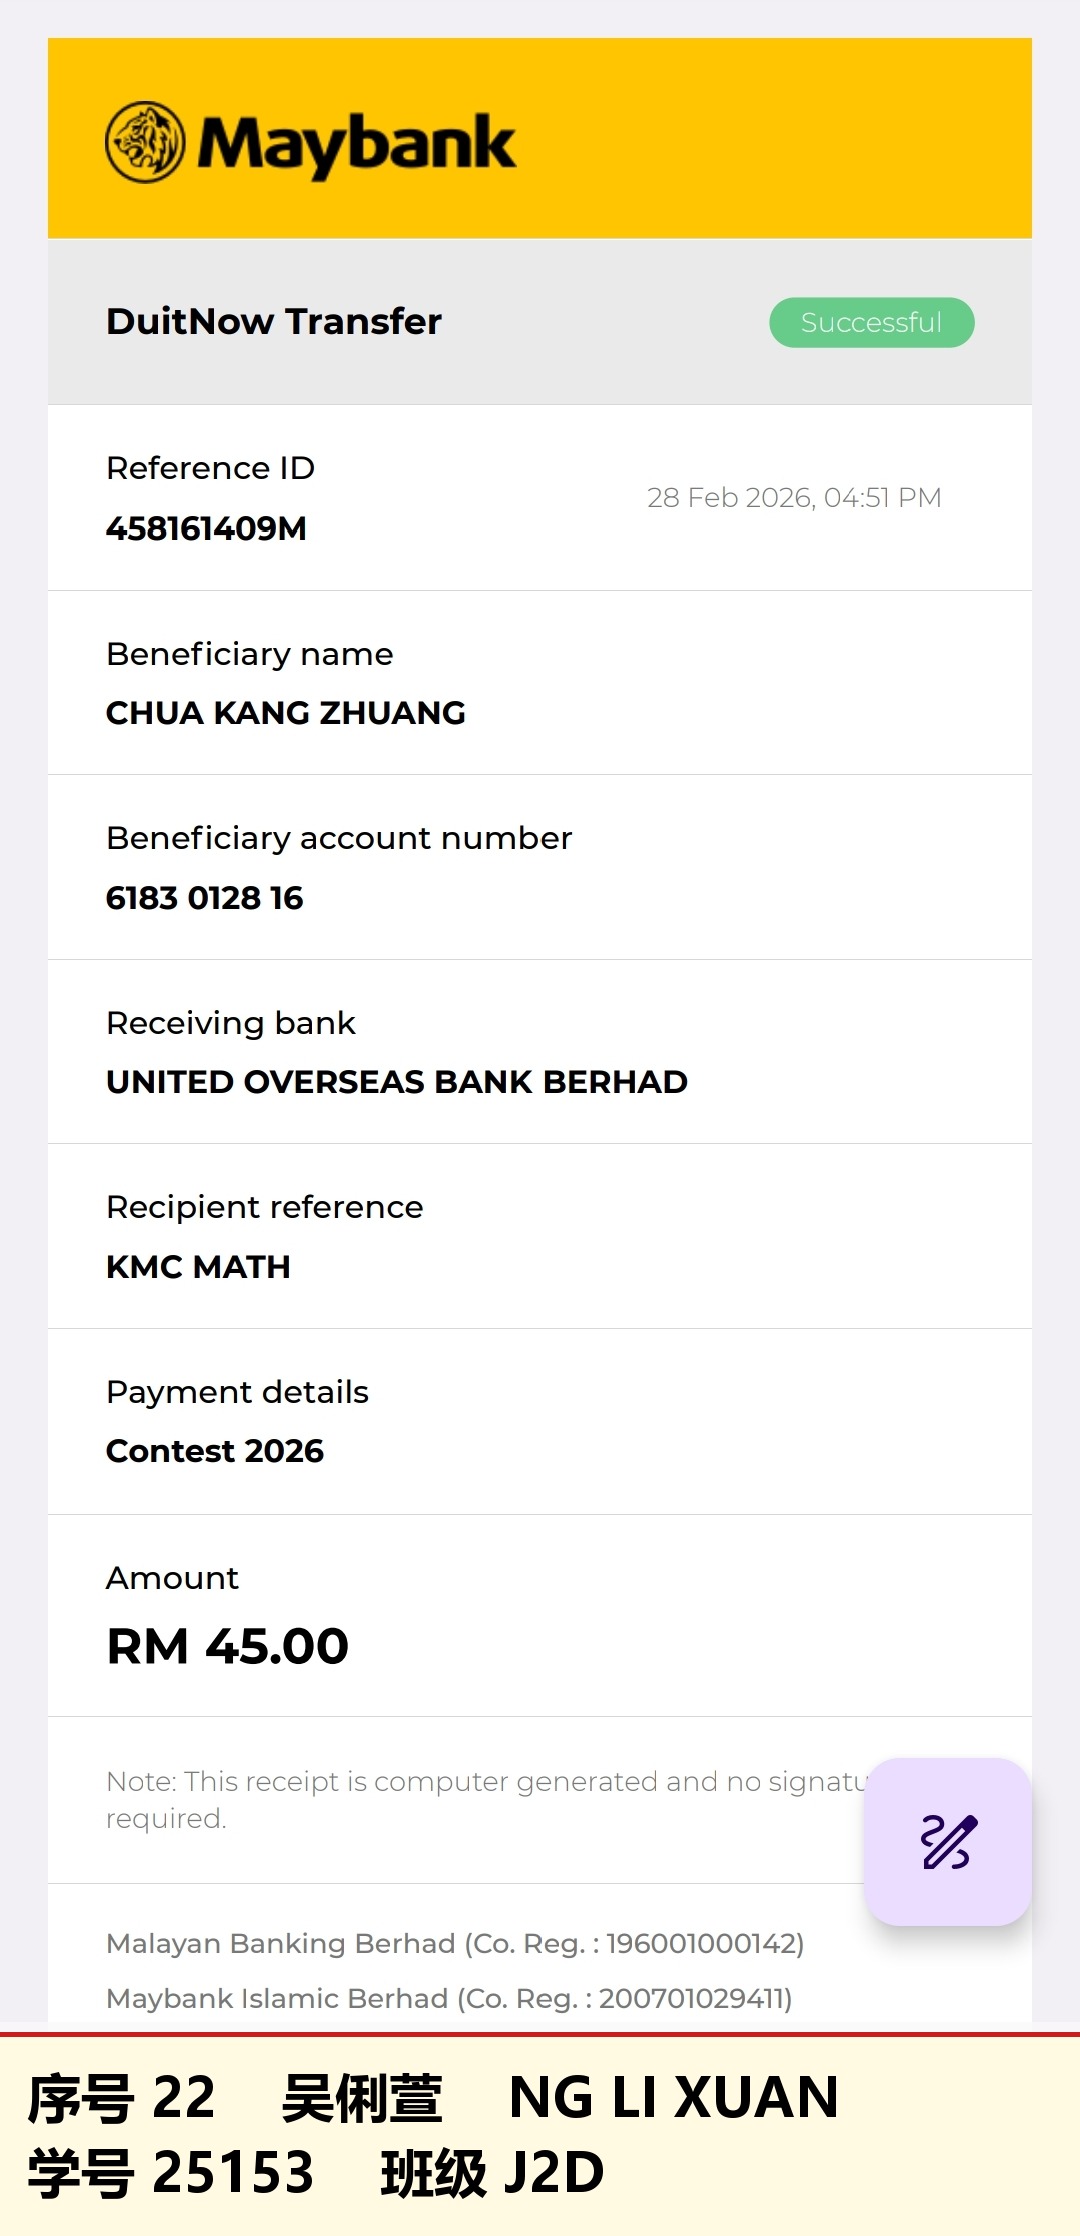 Maybank
DuitNow Transfer
Successful
Reference ID
458161409M
28 Feb 2026, 04:51 PM
Beneficiary name
CHUA KANG ZHUANG
Beneficiary account number
6183 0128 16
Receiving bank
UNITED OVERSEAS BANK BERHAD
Recipient reference
KMC MATH
Payment details
Contest 2026
Amount
RM 45.00
Note: This receipt is computer generated and no
required.
Malayan Banking Berhad (Co. Reg. : 196001000142)
Maybank Islamic Berhad (Co. Reg. : 200701029411)
序号 22 吴俐萱 NG LI XUAN
学号 25153 班级 J2D